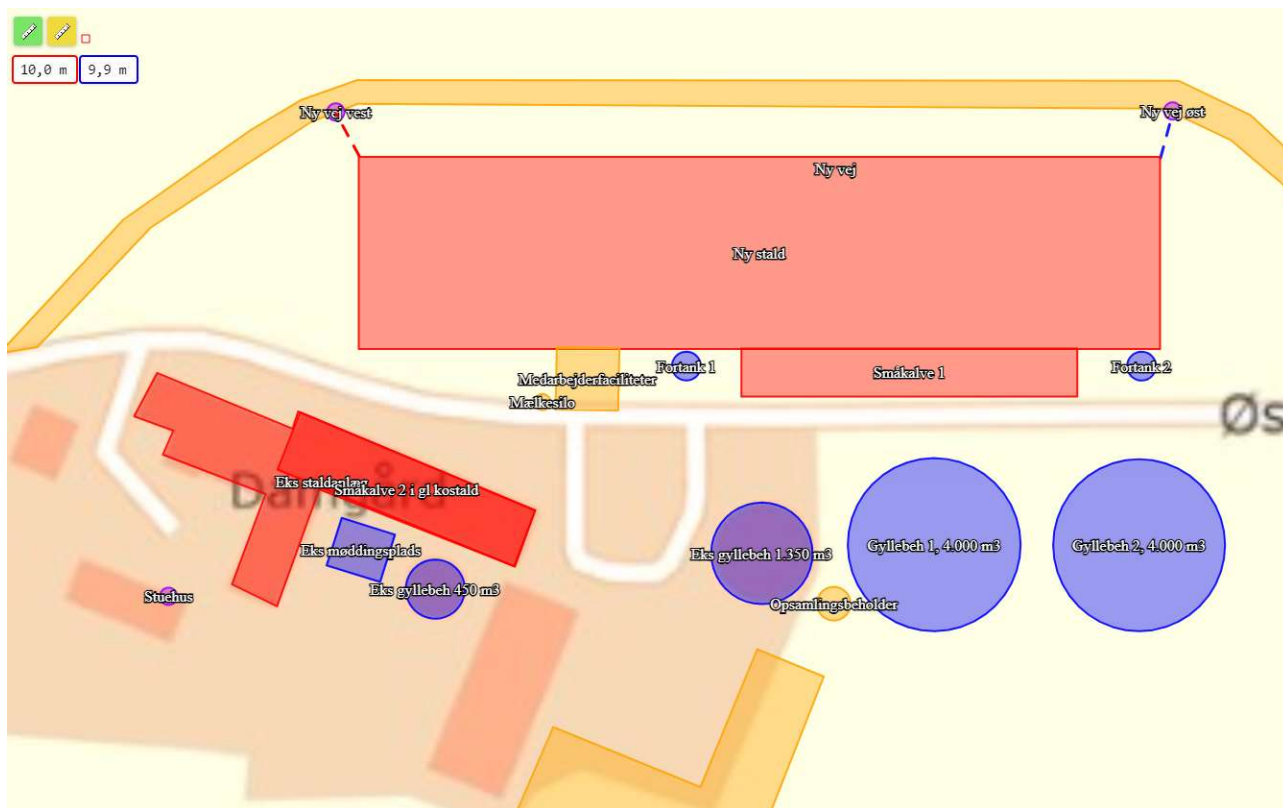 10,0 m
9,9 m
Ny vej vest
Ny vej øst
Ny vej
Ny stald
Medarbejderfaciliteter
Fortank 1
Småkalve 1
Fortank 2
Mælkesilo
Øs
Eks staldanlæg
Småkalve 2 i gl kostald
Damgård
Eks møddingsplads
Eks gyllebeh 1.350 m3
Gyllebeh 1, 4.000 m3
Gyllebeh 2, 4.000 m3
Eks gyllebeh 450 m3
Stuehus
Opsamlingsbeholder